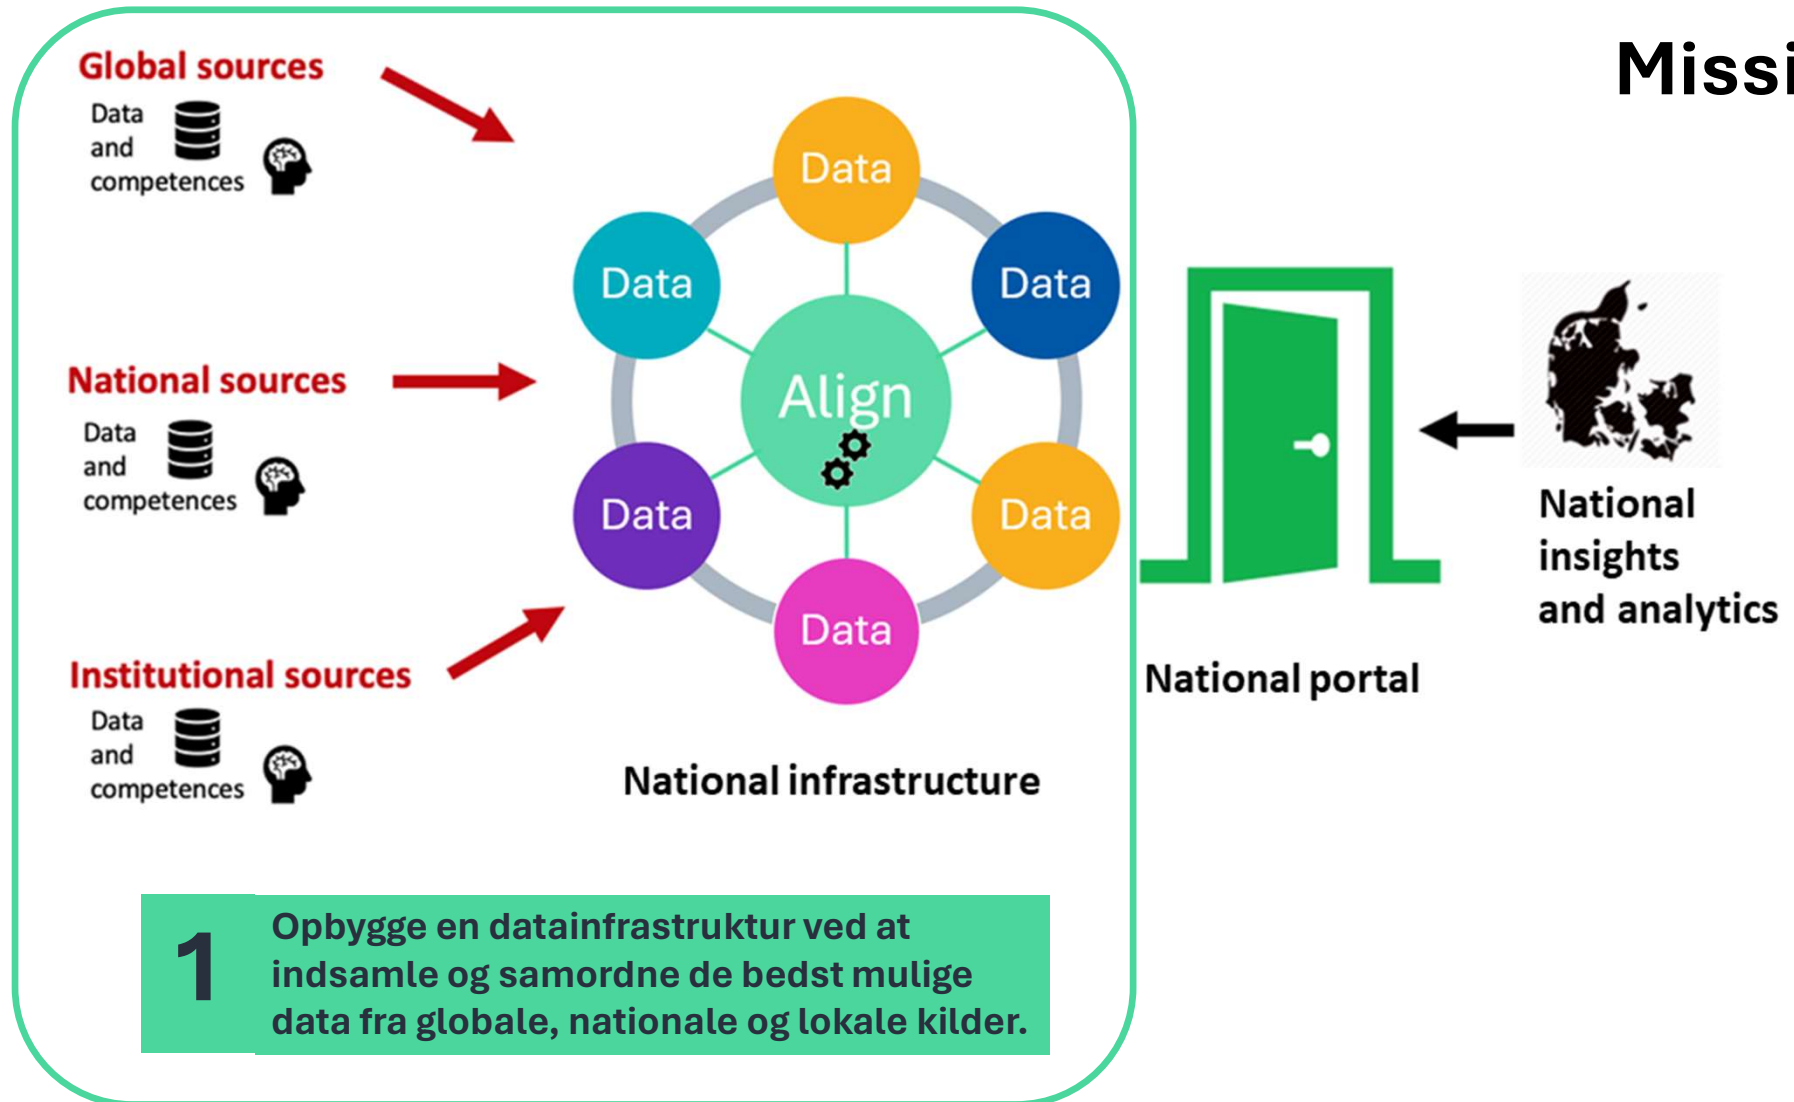 Missi
Global sources
Data
and
competences
National sources
Data
and
competences
Institutional sources
Data
and
competences
Data
Data
Data
Align
Data
Data
Data
National infrastructure
National portal
National
insights
and analytics
1
Opbygge en datainfrastruktur ved at
indsamle og samordne de bedst mulige
data fra globale, nationale og lokale kilder.